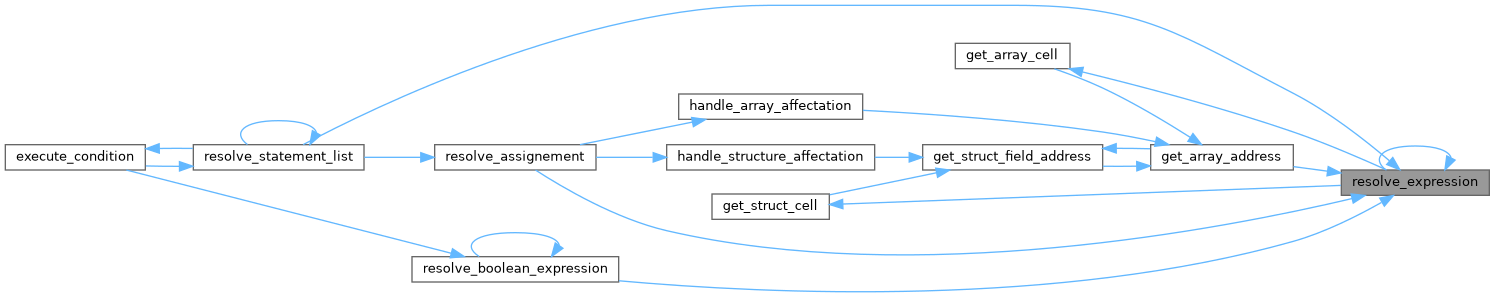 execute_condition
resolve_statement_list
resolve_assignement
handle_array_affectation
handle_structure_affectation
get_struct_cell
resolve_boolean_expression
get_array_cell
get_struct_field_address
get_array_address
resolve_expression